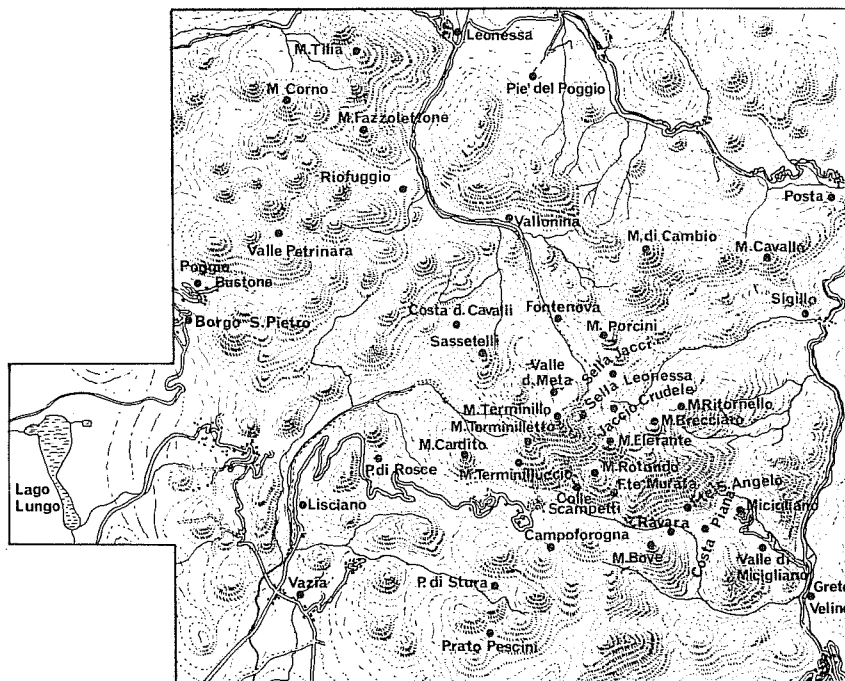 Leonessa
M. Tilia
Pie' del Poggio
M. Corno
M. Fazzolettone
Riofuggio
Posta
Vallonina
Valle Petrinara
M. di Cambio
M. Cavallo
Poggio
Bustone
Sigillo
Costa d. Cavalli
Fontenova
Borgo S. Pietro
M. Porcini
Sassetelli
Sella Jacci
Valle
d. Meta
Sella Leonessa
Jaccio Crudele
M. Ritornello
M. Terminillo
M. Brecciaro
M. Terminilletto
M. Elefante
M. Cardito
P. di Rosce
M. Terminilluccio
M. Rotondo
F.te Murata
F.te S. Angelo
Lago
Lungo
Lisciano
Colle
Scampetti
Costa Piana
Micigliano
V. Ravara
Campoforogna
M. Bove
Valle di
Micigliano
Vazia
P. di Stura
Greto
Velino
Prato Pescini